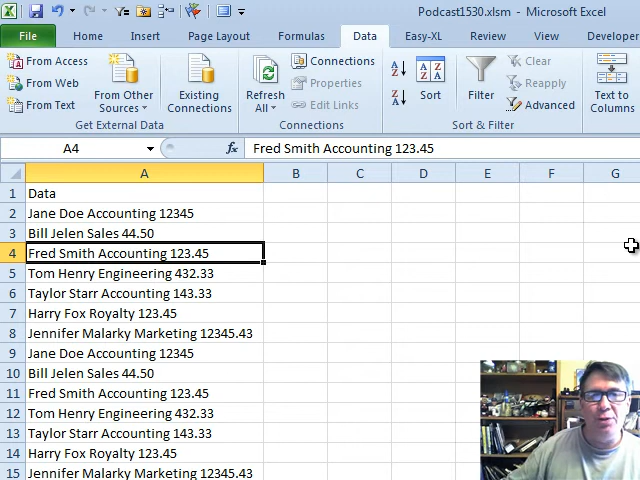 Podcast1530.xlsm - Microsoft Excel
File Home Insert Page Layout Formulas Data Easy-XL Review View Developer
From Access
From Web
From Text
From Other Sources
Existing Connections
Get External Data
Refresh All
Connections
Properties
Edit Links
Connections
Sort
Filter
Clear
Reapply
Advanced
Sort & Filter
Text to Columns
A4 fx Fred Smith Accounting 123.45
A B C D E F G
1 Data
2 Jane Doe Accounting 12345
3 Bill Jelen Sales 44.50
4 Fred Smith Accounting 123.45
5 Tom Henry Engineering 432.33
6 Taylor Starr Accounting 143.33
7 Harry Fox Royalty 123.45
8 Jennifer Malarky Marketing 12345.43
9 Jane Doe Accounting 12345
10 Bill Jelen Sales 44.50
11 Fred Smith Accounting 123.45
12 Tom Henry Engineering 432.33
13 Taylor Starr Accounting 143.33
14 Harry Fox Royalty 123.45
15 Jennifer Malarky Marketing 12345.43